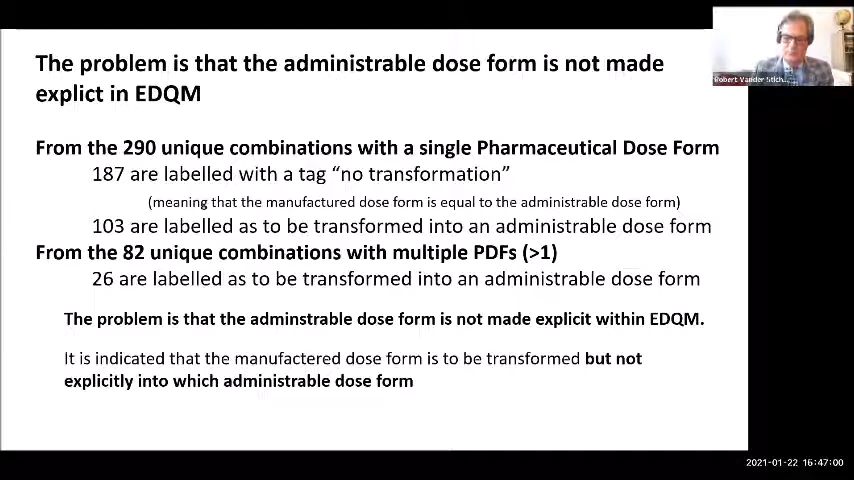 The problem is that the administrable dose form is not made
explict in EDQM
From the 290 unique combinations with a single Pharmaceutical Dose Form
187 are labelled with a tag “no transformation”
(meaning that the manufactured dose form is equal to the administrable dose form)
103 are labelled as to be transformed into an administrable dose form
From the 82 unique combinations with multiple PDFs (>1)
26 are labelled as to be transformed into an administrable dose form
The problem is that the adminstrable dose form is not made explicit within EDQM.
It is indicated that the manufactered dose form is to be transformed but not
explicitly into which administrable dose form
Robert Vander Stich...
2021-01-22 16:47:00